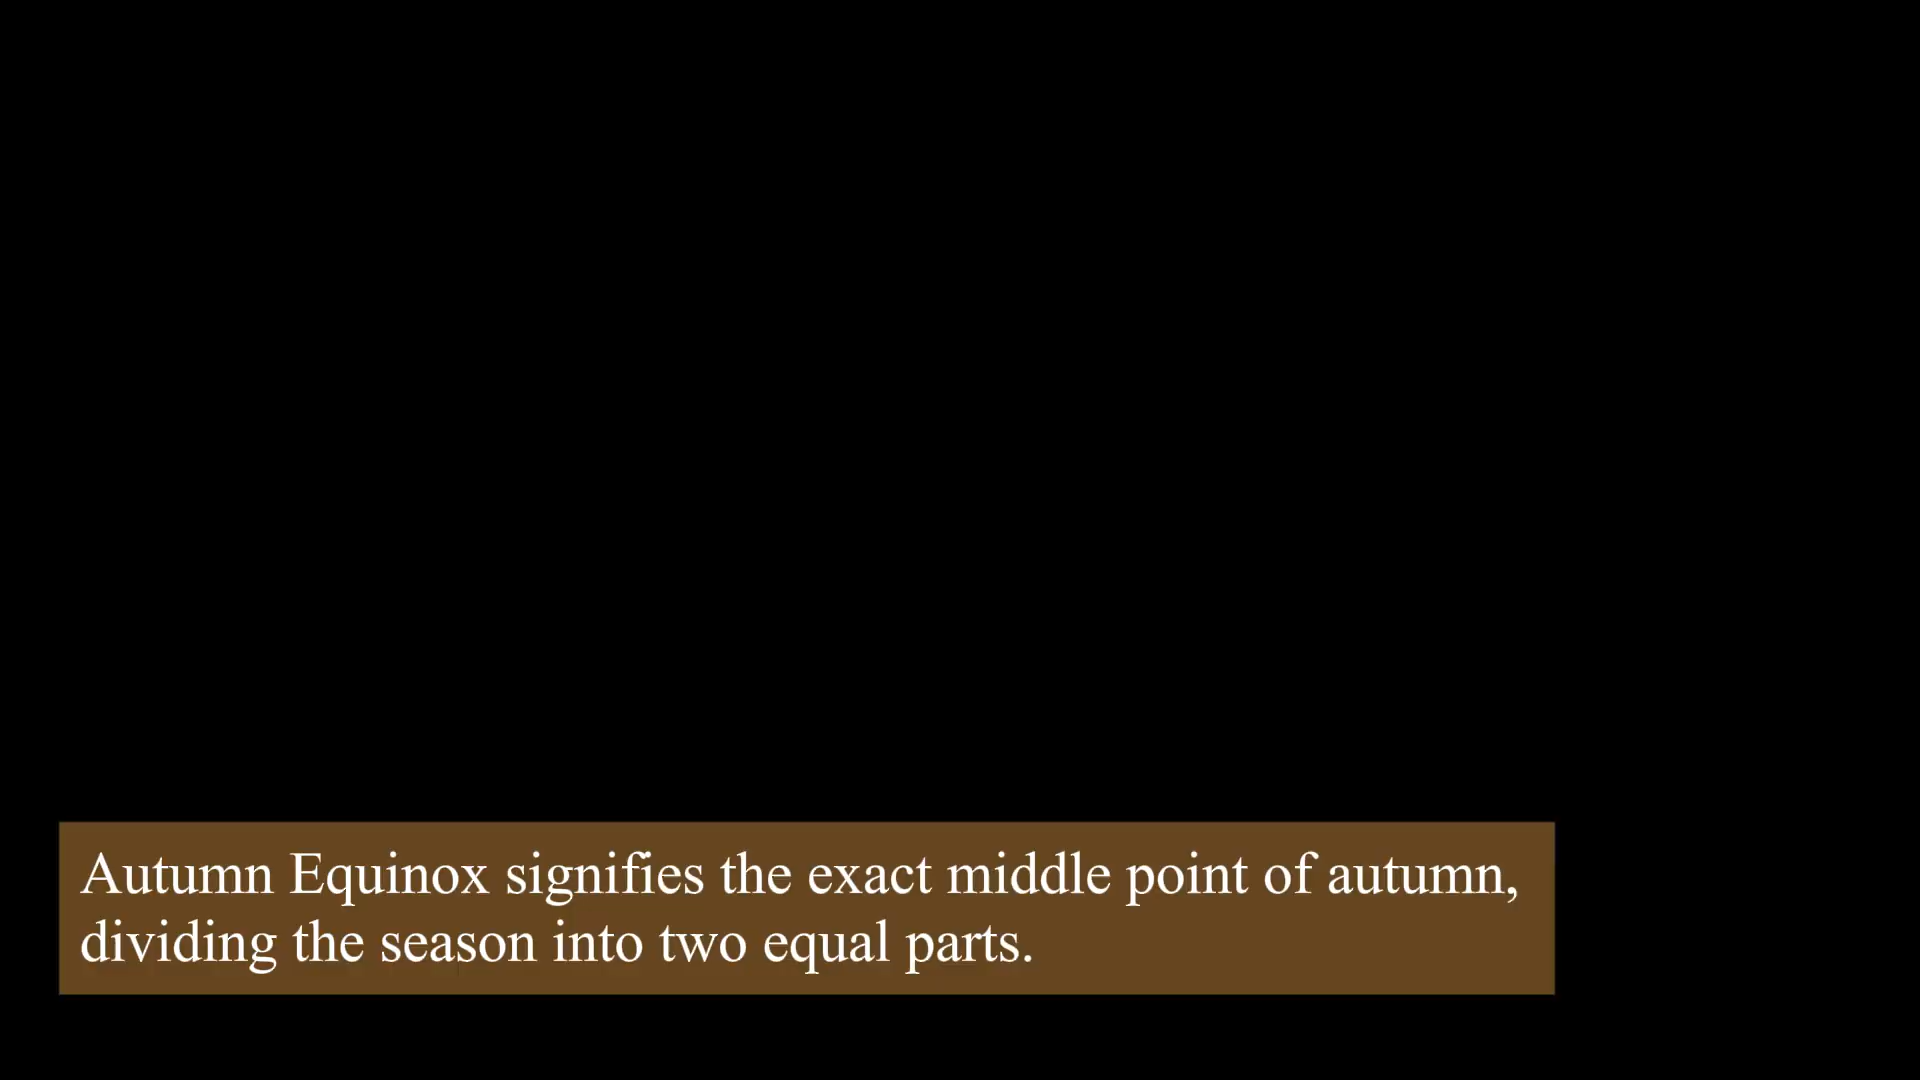 Autumn Equinox signifies the exact middle point of autumn,
dividing the season into two equal parts.